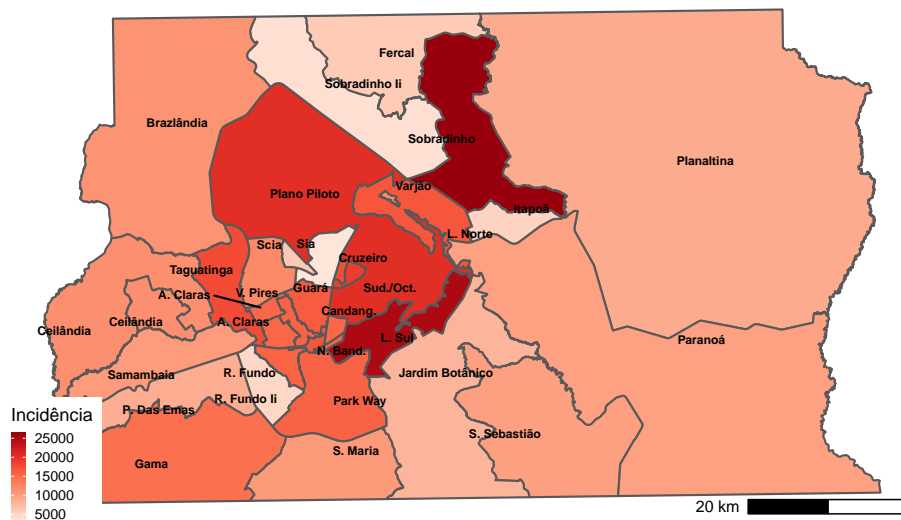 Fercal
Sobradinho Ii
Brazlândia
Sobradinho
Planaltina
Plano Piloto
Varjão
Itapoã
L. Norte
Scia
Sia
Cruzeiro
Taguatinga
Guará
Sud./Oct.
A. Claras
V. Pires
Candang.
Ceilândia
Ceilândia
A. Claras
L. Sul
Paranoá
N. Band.
Samambaia
R. Fundo
Jardim Botânico
P. Das Emas
R. Fundo Ii
Park Way
S. Sebastião
Gama
S. Maria
Incidência
25000
20000
15000
10000
5000
20 km